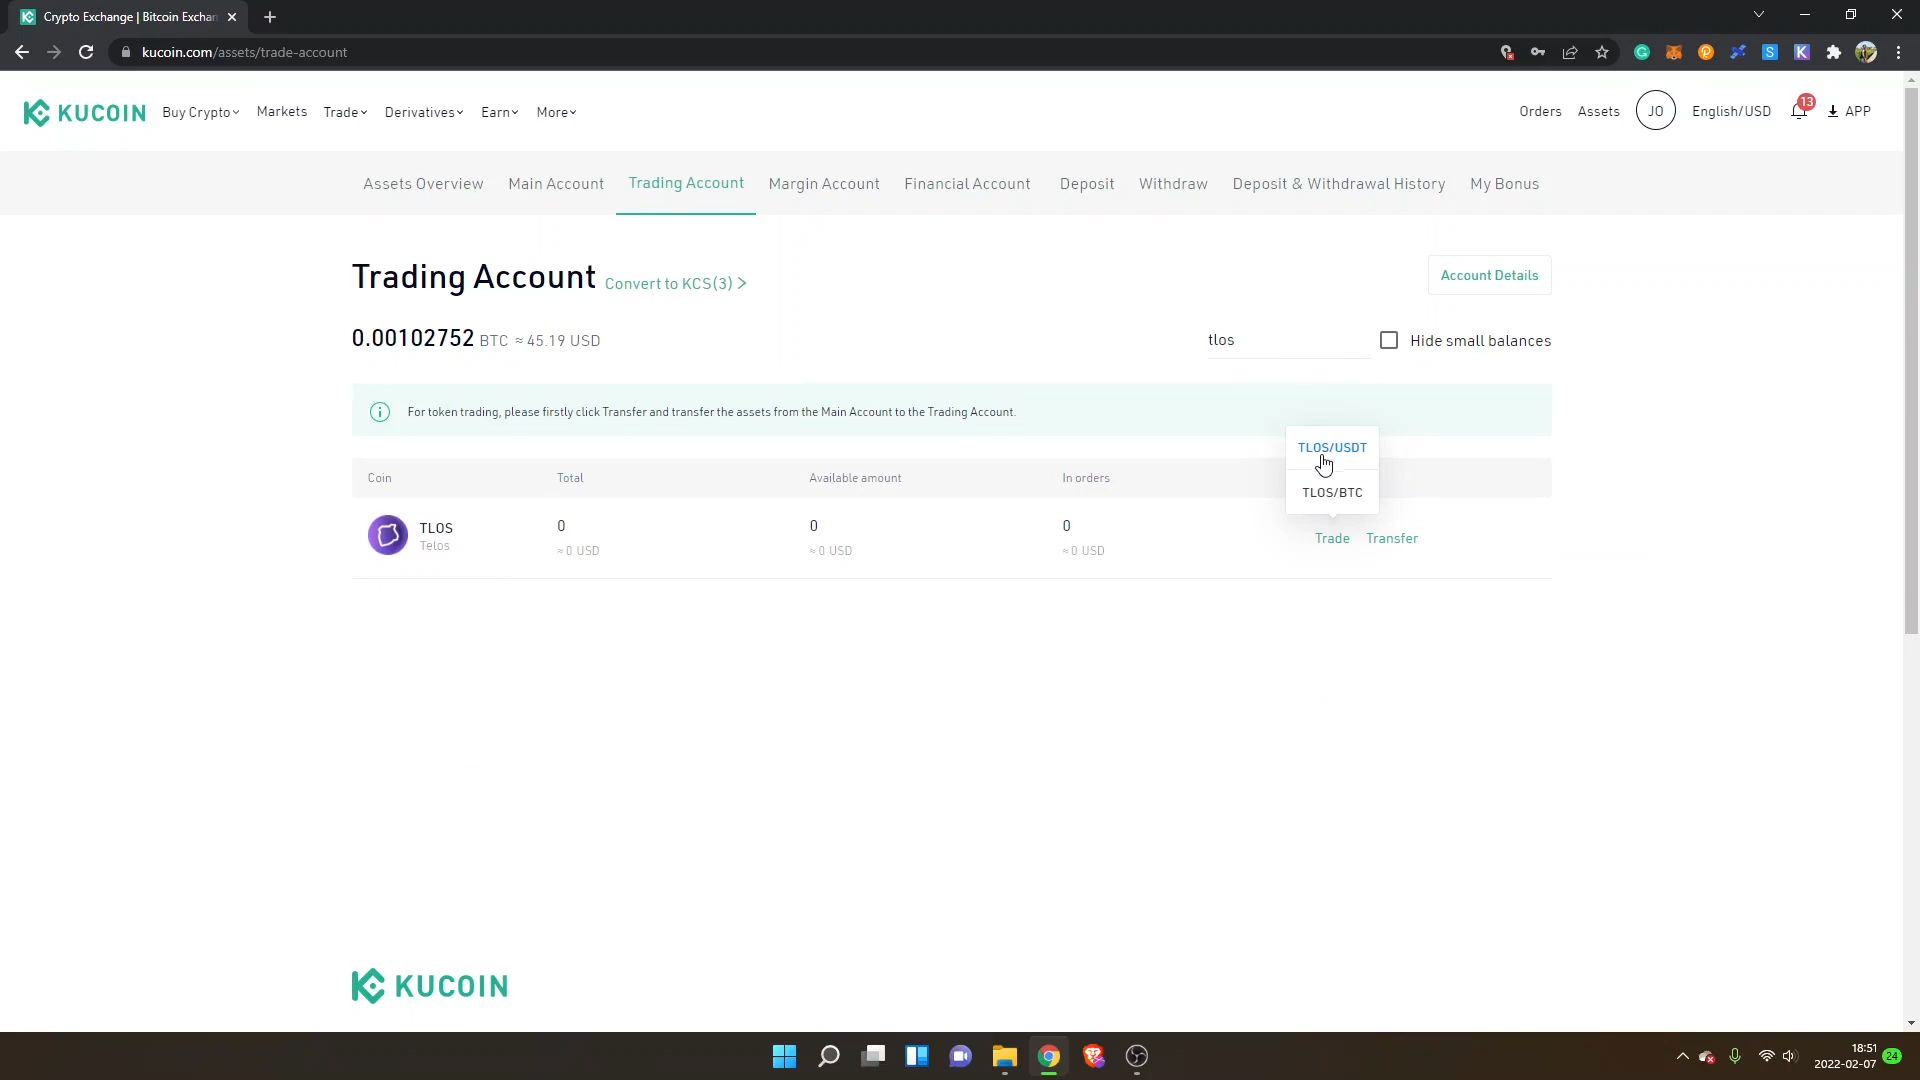 Crypto Exchange | Bitcoin Exchan
kucoin.com/assets/trade-account
KUCOIN Buy Crypto Markets Trade Derivatives Earn More Orders Assets JO English/USD 13 APP
Assets Overview Main Account Trading Account Margin Account Financial Account Deposit Withdraw Deposit & Withdrawal History My Bonus
Trading Account Convert to KCS(3) > Account Details
0.00102752 BTC ≈ 45.19 USD tlos Hide small balances
For token trading, please firstly click Transfer and transfer the assets from the Main Account to the Trading Account.
TLOS/USDT
Coin Total Available amount In orders
TLOS/BTC
TLOS 0 0 0
Telos ≈ 0 USD ≈ 0 USD ≈ 0 USD
Trade Transfer
KUCOIN
18:51
2022-02-07 24